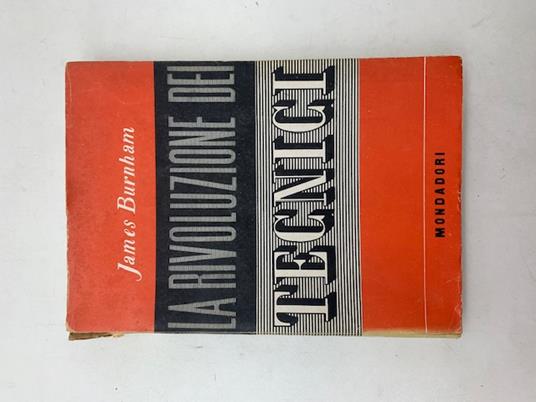 James Burnham
LA RIVOLUZIONE DEI
TECNICI
MONDADORI